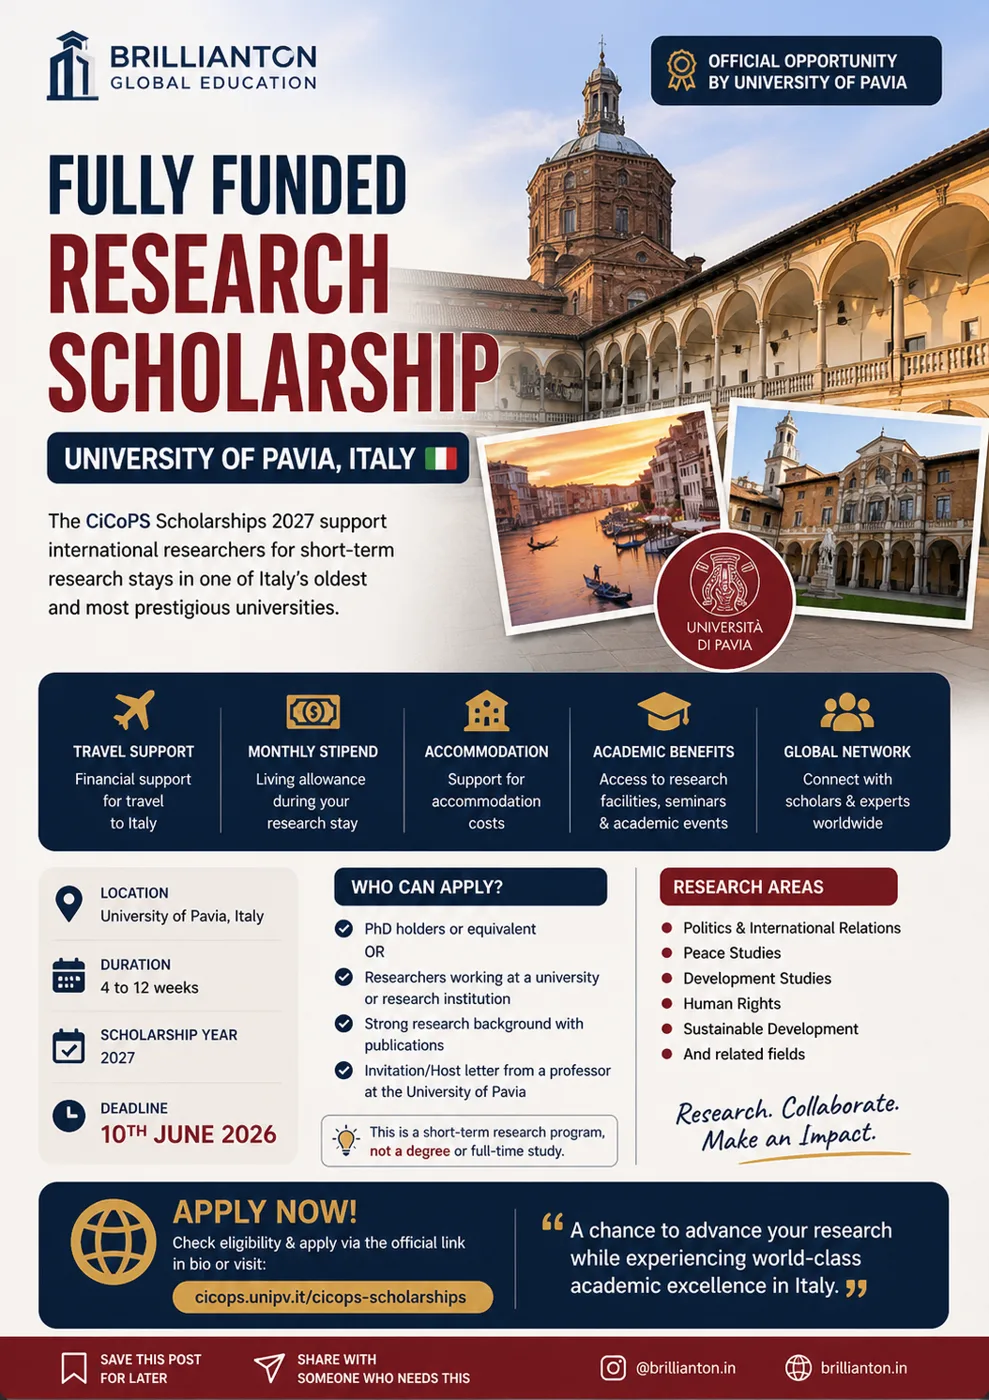 BRILLIANTON
GLOBAL EDUCATION
OFFICIAL OPPORTUNITY
BY UNIVERSITY OF PAVIA
FULLY FUNDED
RESEARCH
SCHOLARSHIP
UNIVERSITY OF PAVIA, ITALY
The CiCoPS Scholarships 2027 support
international researchers for short-term
research stays in one of Italy's oldest
and most prestigious universities.
UNIVERSITÀ
DI PAVIA
TRAVEL SUPPORT
Financial support
for travel
to Italy
MONTHLY STIPEND
Living allowance
during your
research stay
ACCOMMODATION
Support for
accommodation
costs
ACADEMIC BENEFITS
Access to research
facilities, seminars
& academic events
GLOBAL NETWORK
Connect with
scholars & experts
worldwide
LOCATION
University of Pavia, Italy
DURATION
4 to 12 weeks
SCHOLARSHIP YEAR
2027
DEADLINE
10TH JUNE 2026
WHO CAN APPLY?
PhD holders or equivalent
OR
Researchers working at a university
or research institution
Strong research background with
publications
Invitation/Host letter from a professor
at the University of Pavia
This is a short-term research program,
not a degree or full-time study.
RESEARCH AREAS
Politics & International Relations
Peace Studies
Development Studies
Human Rights
Sustainable Development
And related fields
Research. Collaborate.
Make an Impact.
APPLY NOW!
Check eligibility & apply via the official link
in bio or visit:
cicops.unipv.it/cicops-scholarships
“ A chance to advance your research
while experiencing world-class
academic excellence in Italy. ”
SAVE THIS POST
FOR LATER
SHARE WITH
SOMEONE WHO NEEDS THIS
@brillianton.in
brillianton.in